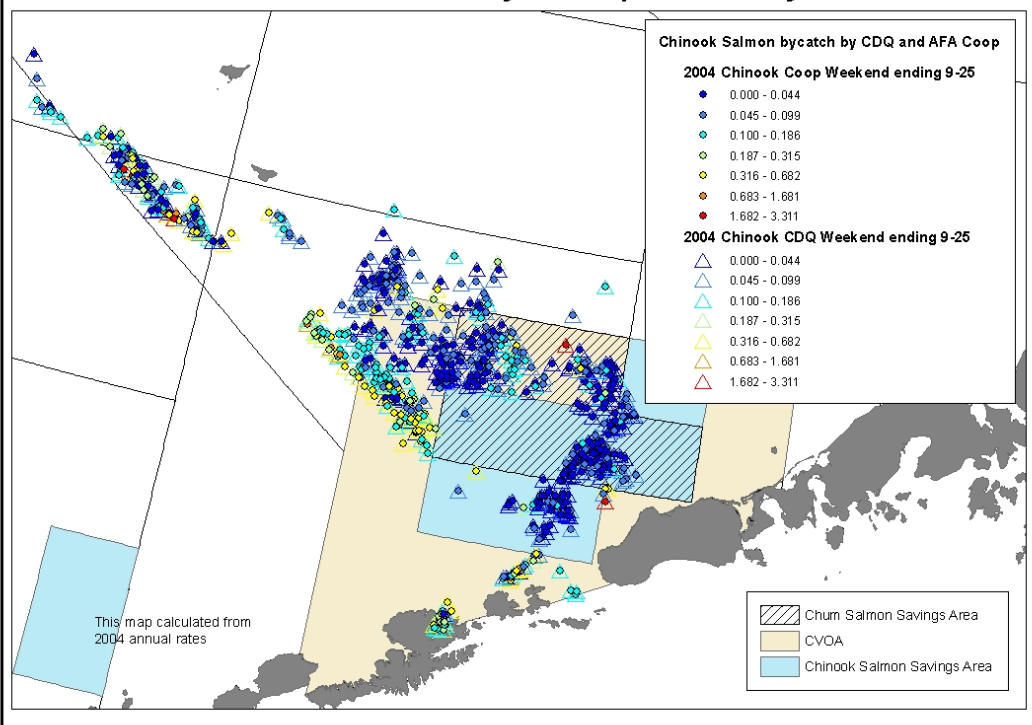 Chinook Salmon bycatch by CDQ and AFA Coop
2004 Chinook Coop Weekend ending 9-25
0.000 - 0.044
0.045 - 0.099
0.100 - 0.186
0.187 - 0.315
0.316 - 0.682
0.683 - 1.681
1.682 - 3.311
2004 Chinook CDQ Weekend ending 9-25
0.000 - 0.044
0.045 - 0.099
0.100 - 0.186
0.187 - 0.315
0.316 - 0.682
0.683 - 1.681
1.682 - 3.311
This map calculated from
2004 annual rates
Chum Salmon Savings Area
CVOA
Chinook Salmon Savings Area